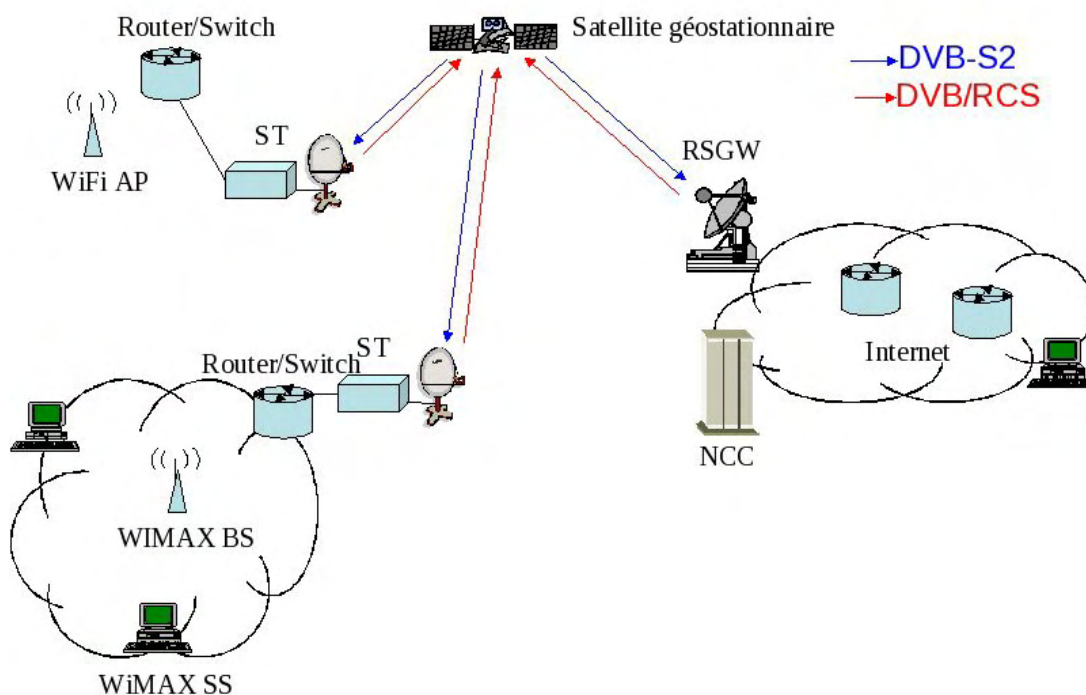 Router/Switch
Satellite géostationnaire
DVB-S2
DVB/RCS
ST
RSGW
WiFi AP
Router/Switch
ST
Internet
NCC
WIMAX BS
WiMAX SS